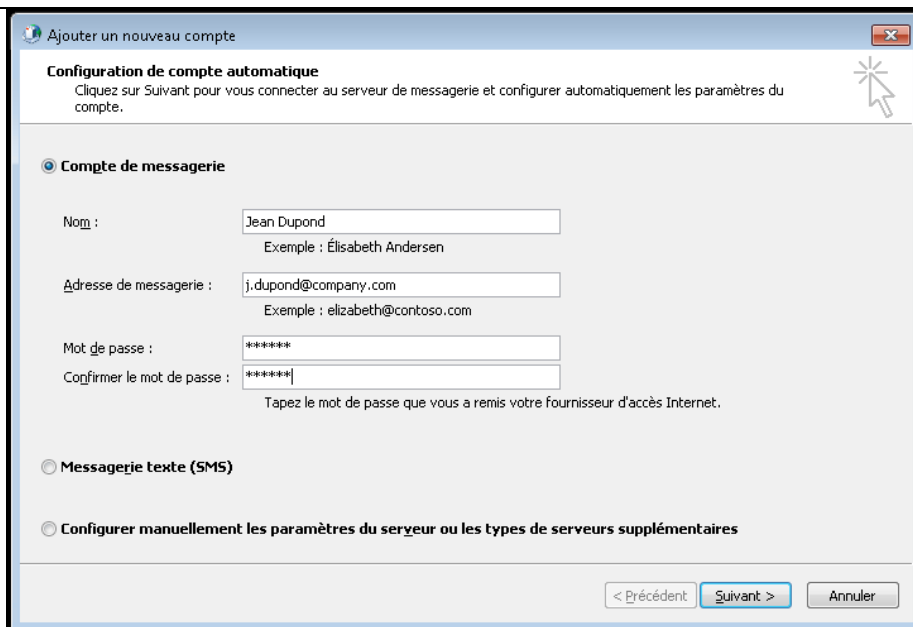 Ajouter un nouveau compte
Configuration de compte automatique
Cliquez sur Suivant pour vous connecter au serveur de messagerie et configurer automatiquement les paramètres du
compte.
Compte de messagerie
Nom : Jean Dupond
Exemple : Élisabeth Andersen
Adresse de messagerie : j.dupond@company.com
Exemple : elizabeth@contoso.com
Mot de passe : ******
Confirmer le mot de passe : ******
Tapez le mot de passe que vous a remis votre fournisseur d'accès Internet.
Messagerie texte (SMS)
Configurer manuellement les paramètres du serveur ou les types de serveurs supplémentaires
< Précédent Suivant > Annuler